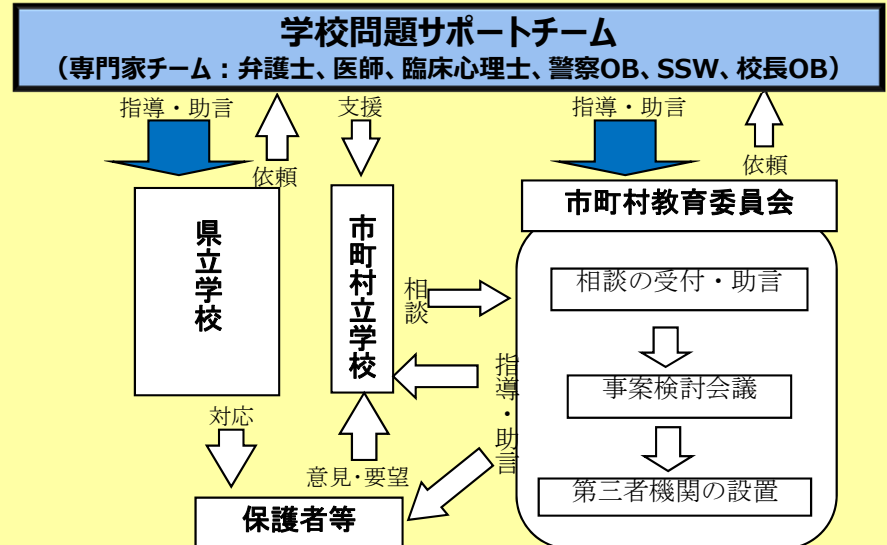 学校問題サポートチーム
（専門家チーム：弁護士、医師、臨床心理士、警察OB、SSW、校長OB）
指導・助言
依頼
支援
指導・助言
依頼
県立学校
市町村立学校
市町村教育委員会
相談の受付・助言
相談
事案検討会議
指導・助言
第三者機関の設置
対応
意見・要望
保護者等